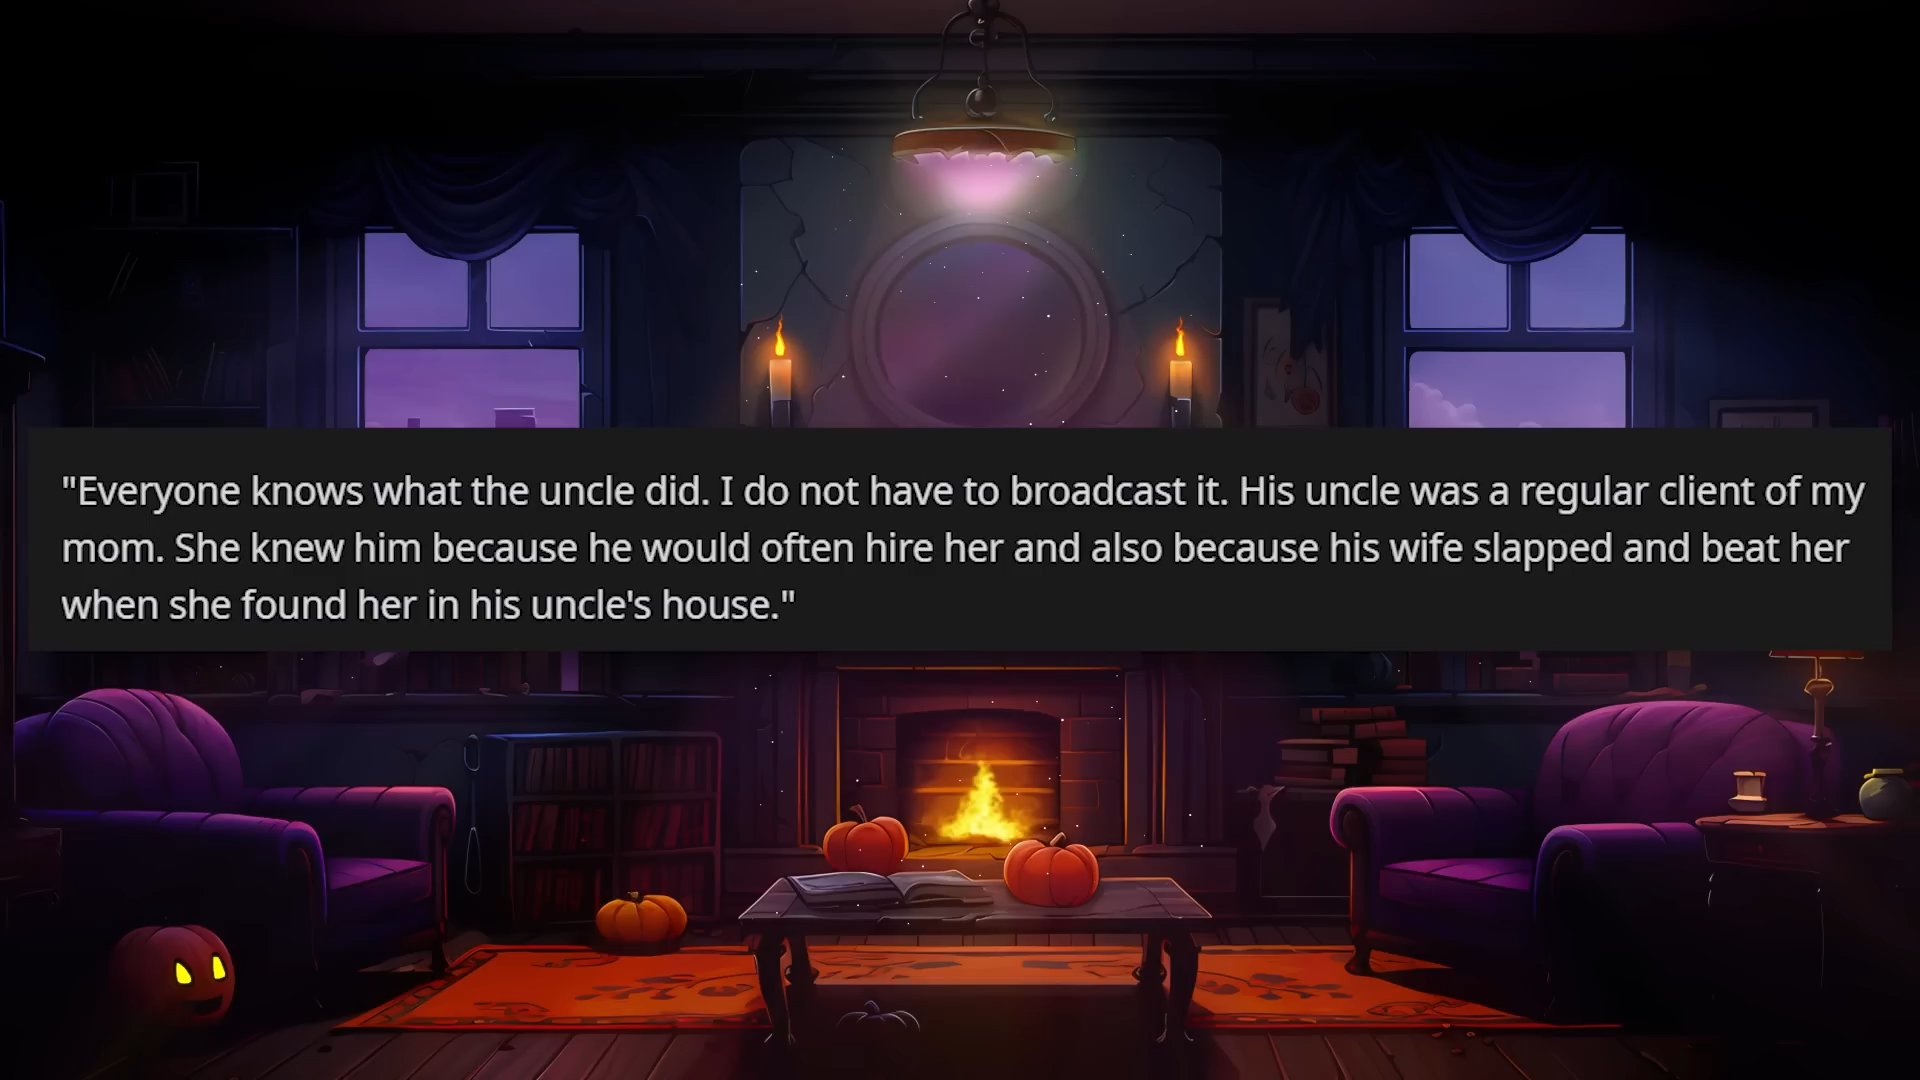 "Everyone knows what the uncle did. I do not have to broadcast it. His uncle was a regular client of my
mom. She knew him because he would often hire her and also because his wife slapped and beat her
when she found her in his uncle's house."